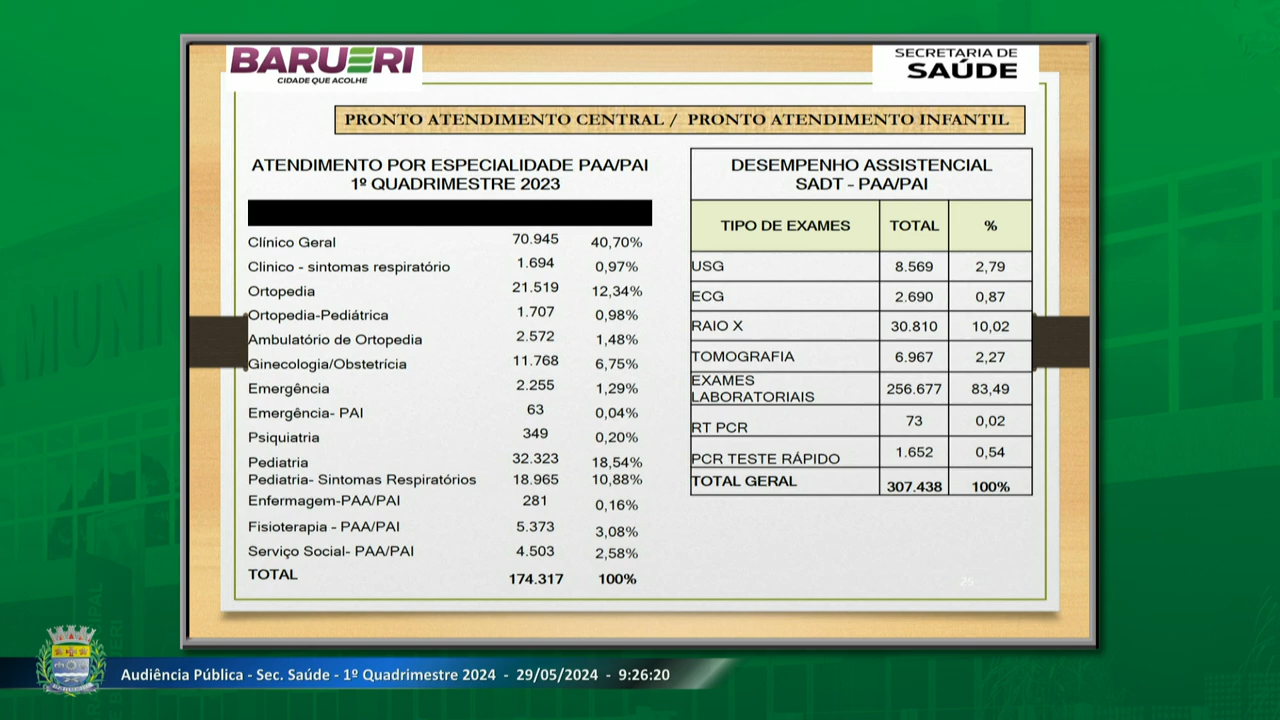 BARUERI
CIDADE QUE ACOLHE
SECRETARIA DE
SAÚDE
PRONTO ATENDIMENTO CENTRAL / PRONTO ATENDIMENTO INFANTIL
ATENDIMENTO POR ESPECIALIDADE PAA/PAI
1º QUADRIMESTRE 2023
Clínico Geral 70.945 40,70%
Clinico - sintomas respiratório 1.694 0,97%
Ortopedia 21.519 12,34%
Ortopedia-Pediátrica 1.707 0,98%
Ambulatório de Ortopedia 2.572 1,48%
Ginecologia/Obstetrícia 11.768 6,75%
Emergência 2.255 1,29%
Emergência- PAI 63 0,04%
Psiquiatria 349 0,20%
Pediatria 32.323 18,54%
Pediatria- Sintomas Respiratórios 18.965 10,88%
Enfermagem-PAA/PAI 281 0,16%
Fisioterapia - PAA/PAI 5.373 3,08%
Serviço Social- PAA/PAI 4.503 2,58%
TOTAL 174.317 100%
DESEMPENHO ASSISTENCIAL
SADT - PAA/PAI
TIPO DE EXAMES TOTAL %
USG 8.569 2,79
ECG 2.690 0,87
RAIO X 30.810 10,02
TOMOGRAFIA 6.967 2,27
EXAMES
LABORATORIAIS 256.677 83,49
RT PCR 73 0,02
PCR TESTE RÁPIDO 1.652 0,54
TOTAL GERAL 307.438 100%
25
Audiência Pública - Sec. Saúde - 1º Quadrimestre 2024 - 29/05/2024 - 9:26:20